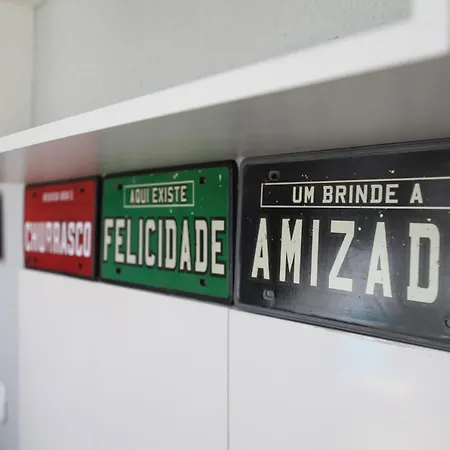 CHURRASCO
AQUI EXISTE
FELICIDADE
UM BRINDE A
AMIZAD